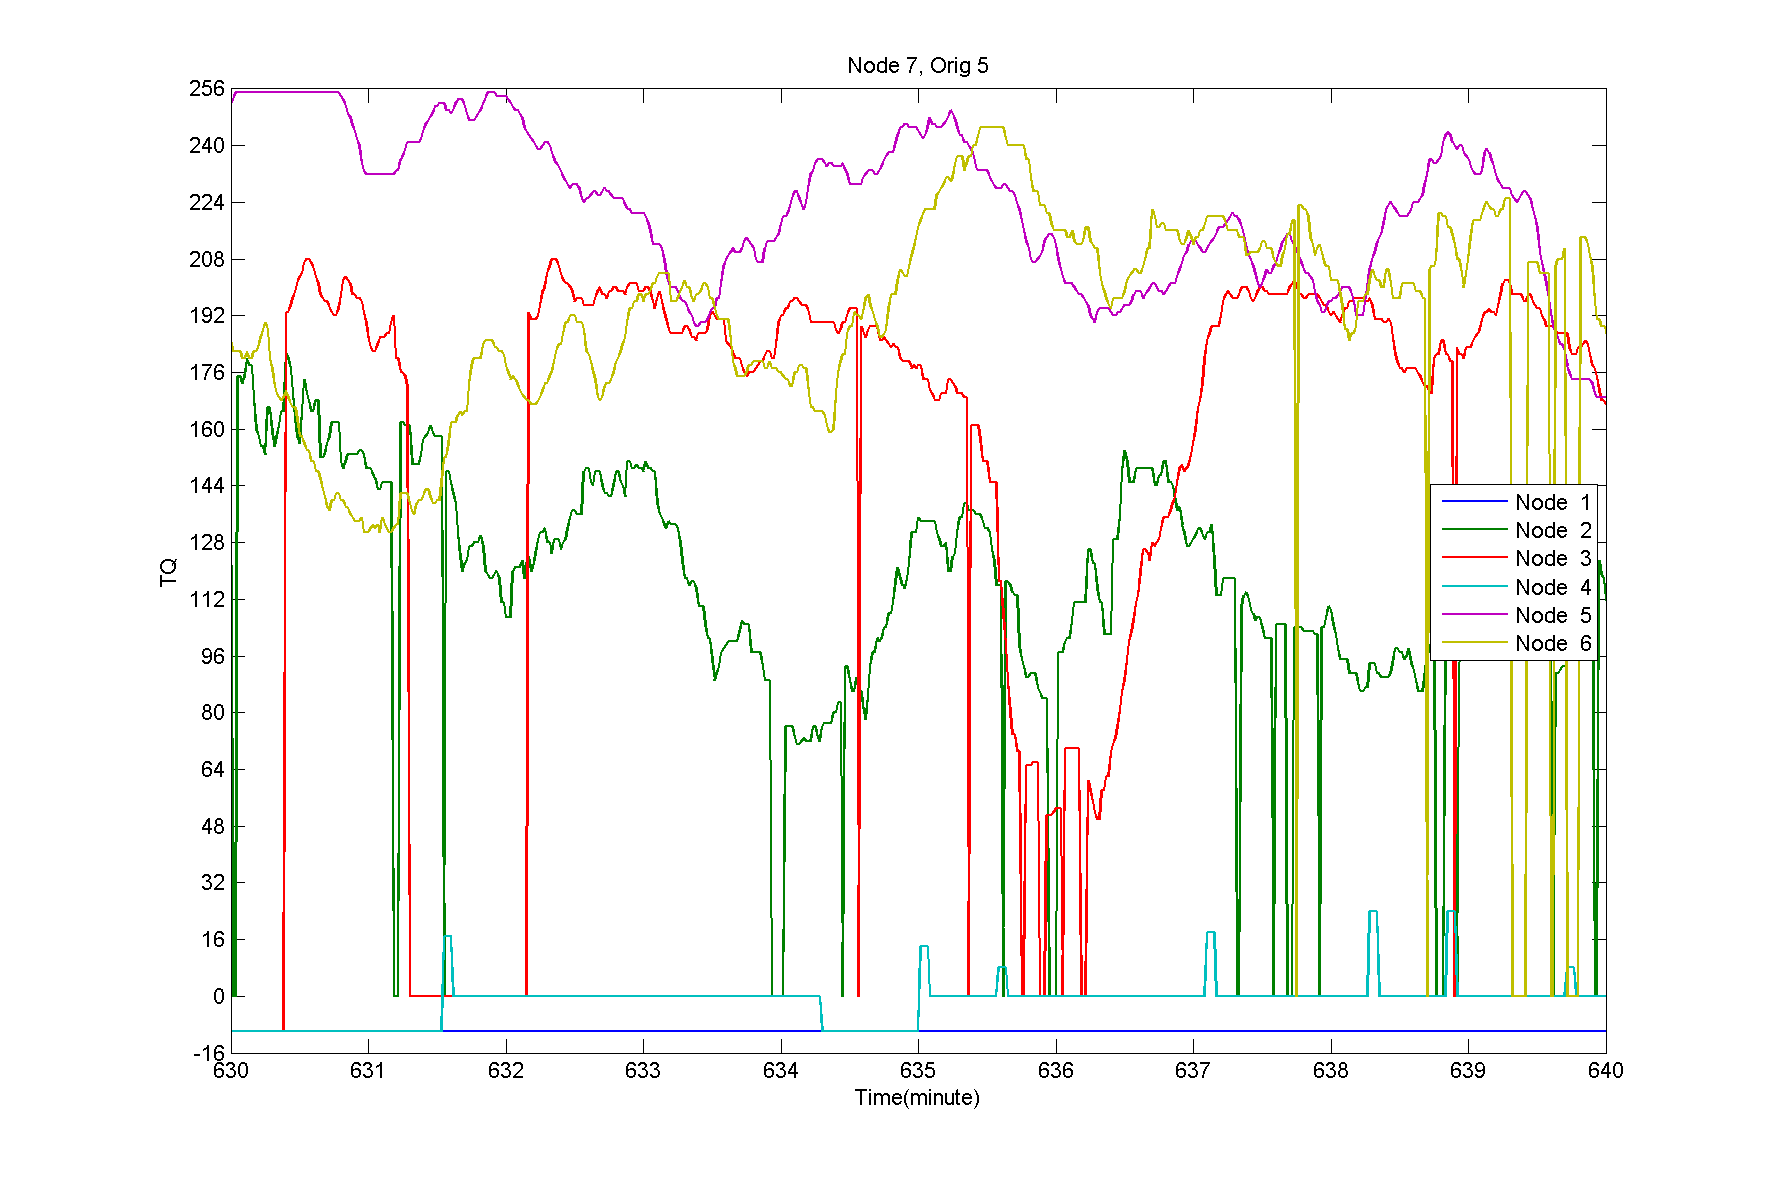 Node 7, Orig 5
256
240
224
208
192
176
160
144
128
112
96
80
64
48
32
16
0
-16
TQ
630 631 632 633 634 635 636 637 638 639 640
Time(minute)
Node 1
Node 2
Node 3
Node 4
Node 5
Node 6